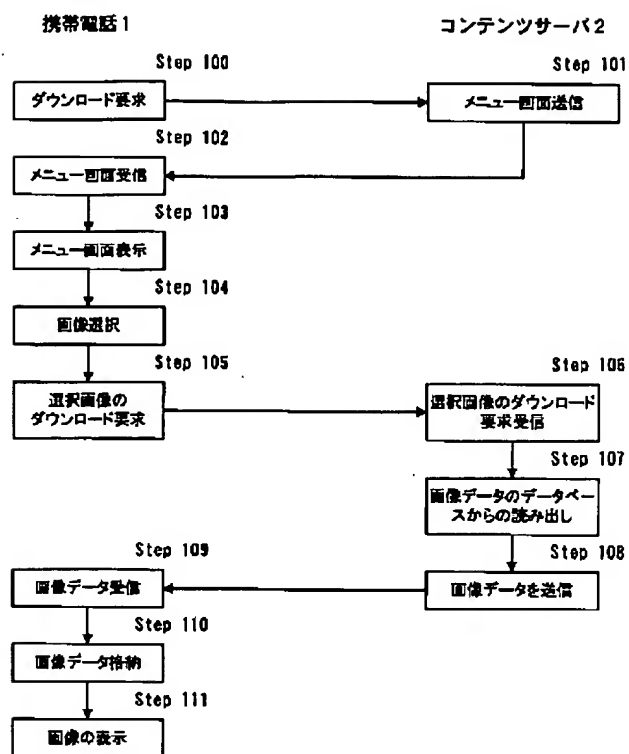 携帯電話1
コンテンツサーバ2
Step 100
Step 101
ダウンロード要求
メニュー画面送信
Step 102
メニュー画面受信
Step 103
メニュー画面表示
Step 104
画像選択
Step 105
Step 106
選択画像の
ダウンロード要求
選択画像のダウンロード
要求受信
Step 107
画像データのデータベー
スからの読み出し
Step 108
Step 109
画像データ受信
画像データを送信
Step 110
画像データ格納
Step 111
画像の表示